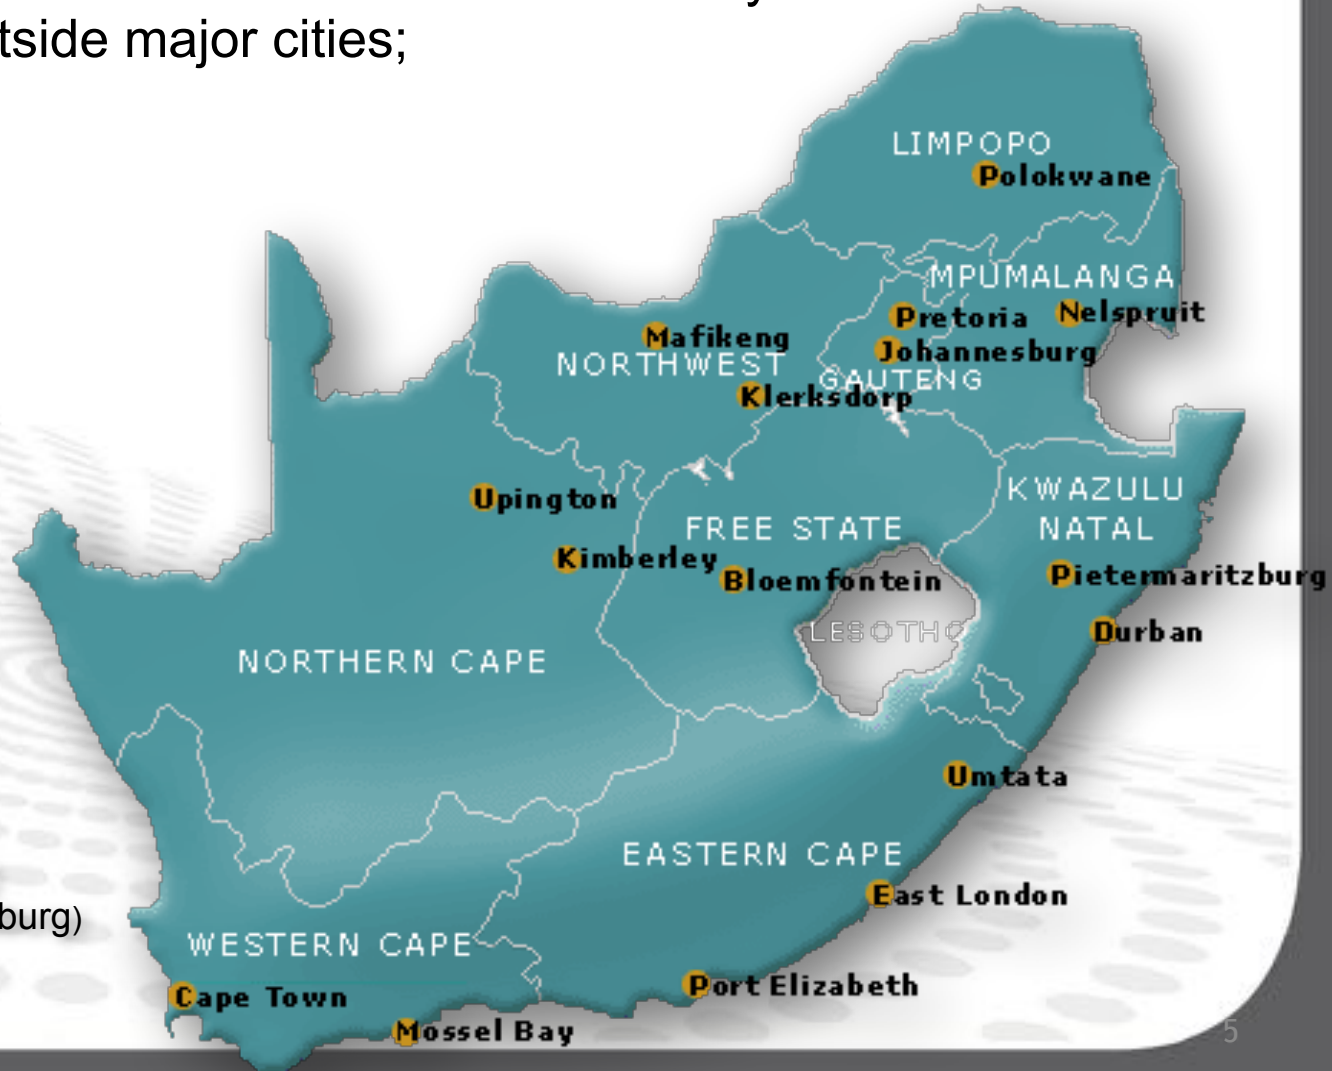 tside major cities;
LIMPOPO
Polokwane
MPUMALANGA
Pretoria
Nelspruit
Mafikeng
Johannesburg
NORTHWEST
GAUTENG
Klerksdorp
Upington
KWAZULU
NATAL
FREE STATE
Kimberley
Bloemfontein
Pietermaritzburg
LESOTHO
Durban
NORTHERN CAPE
Umtata
EASTERN CAPE
East London
burg)
WESTERN CAPE
Port Elizabeth
Cape Town
Mossel Bay
5